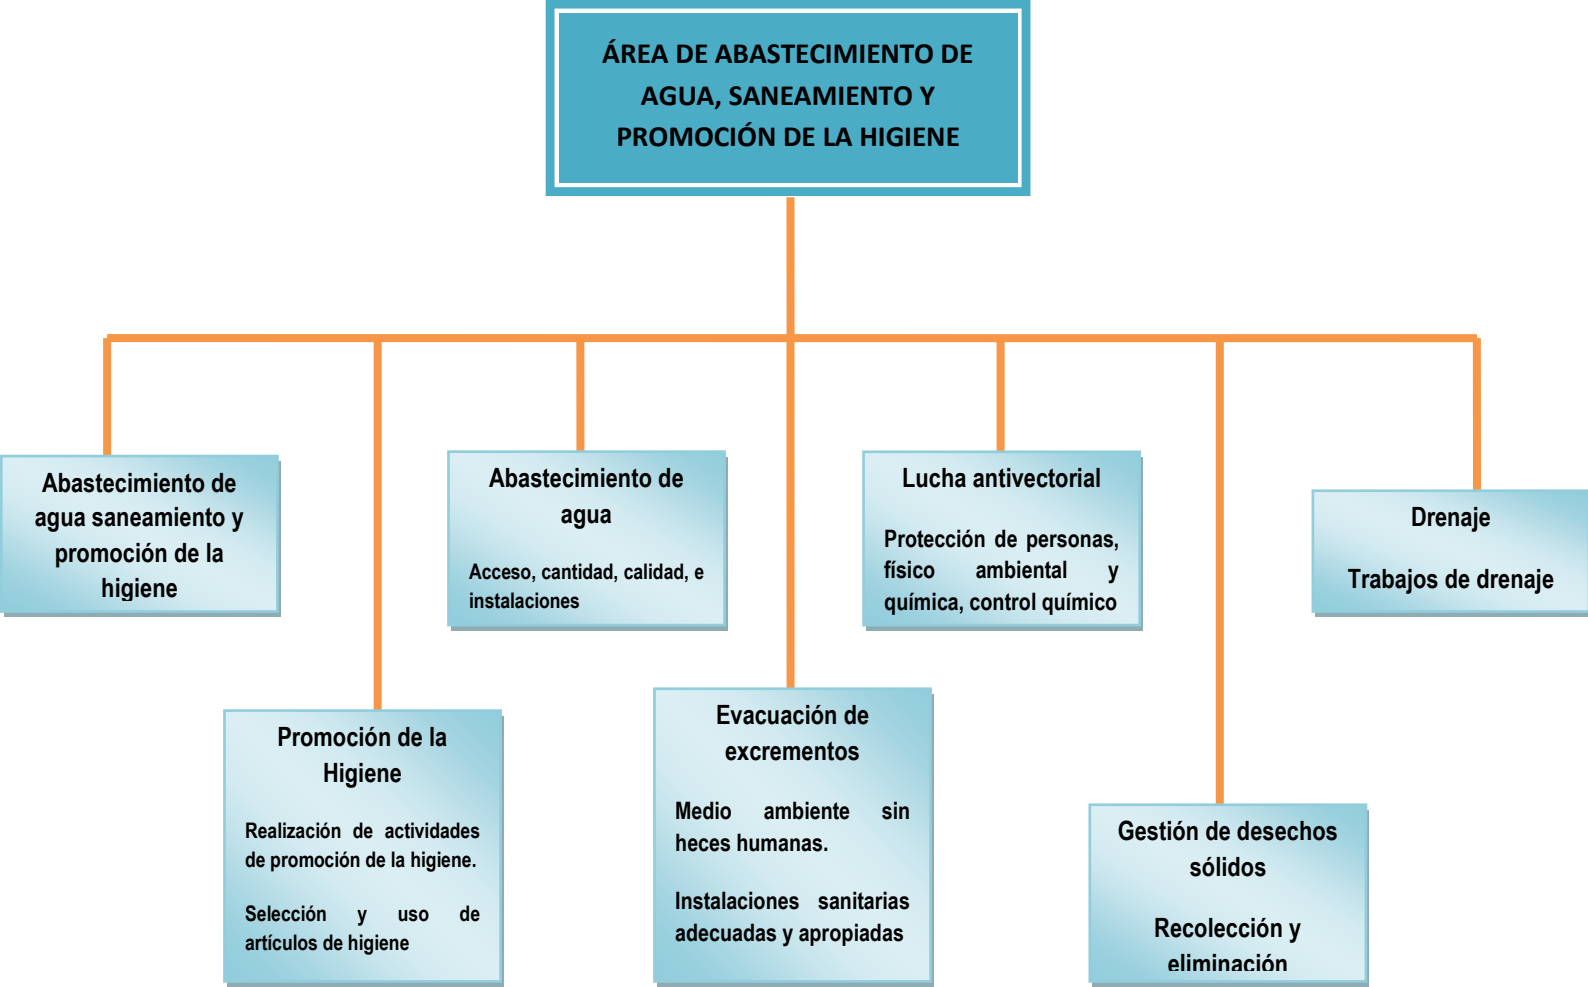 ÁREA DE ABASTECIMIENTO DE
AGUA, SANEAMIENTO Y
PROMOCIÓN DE LA HIGIENE
Abastecimiento de
agua saneamiento y
promoción de la
higiene
Abastecimiento de
agua
Acceso, cantidad, calidad, e
instalaciones
Lucha antivectorial
Protección de personas,
físico ambiental y
química, control químico
Drenaje
Trabajos de drenaje
Promoción de la
Higiene
Realización de actividades
de promoción de la higiene.
Selección y uso de
artículos de higiene
Evacuación de
excrementos
Medio ambiente sin
heces humanas.
Instalaciones sanitarias
adecuadas y apropiadas
Gestión de desechos
sólidos
Recolección y
eliminación